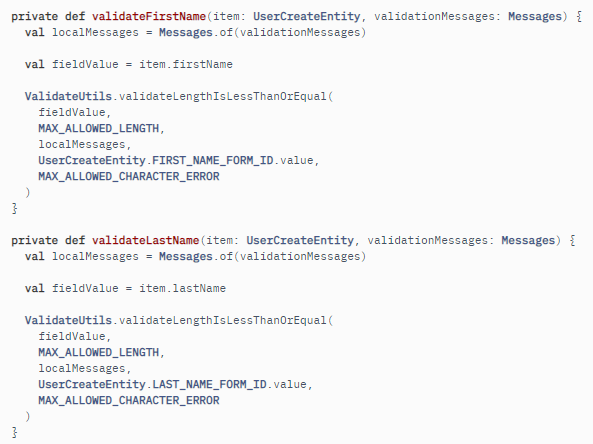 private def validateFirstName(item: UserCreateEntity, validationMessages: Messages) {
  val localMessages = Messages.of(validationMessages)

  val fieldValue = item.firstName

  ValidateUtils.validateLengthIsLessThanOrEqual(
    fieldValue,
    MAX_ALLOWED_LENGTH,
    localMessages,
    UserCreateEntity.FIRST_NAME_FORM_ID.value,
    MAX_ALLOWED_CHARACTER_ERROR
  )
}

private def validateLastName(item: UserCreateEntity, validationMessages: Messages) {
  val localMessages = Messages.of(validationMessages)

  val fieldValue = item.lastName

  ValidateUtils.validateLengthIsLessThanOrEqual(
    fieldValue,
    MAX_ALLOWED_LENGTH,
    localMessages,
    UserCreateEntity.LAST_NAME_FORM_ID.value,
    MAX_ALLOWED_CHARACTER_ERROR
  )
}